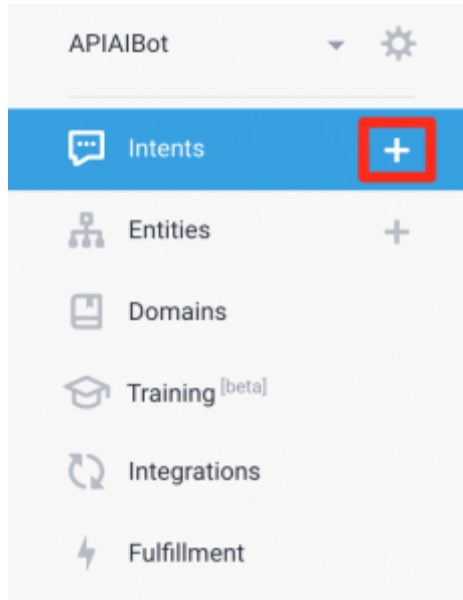 APIAIBot
Intents
Entities
Domains
Training [beta]
Integrations
Fulfillment